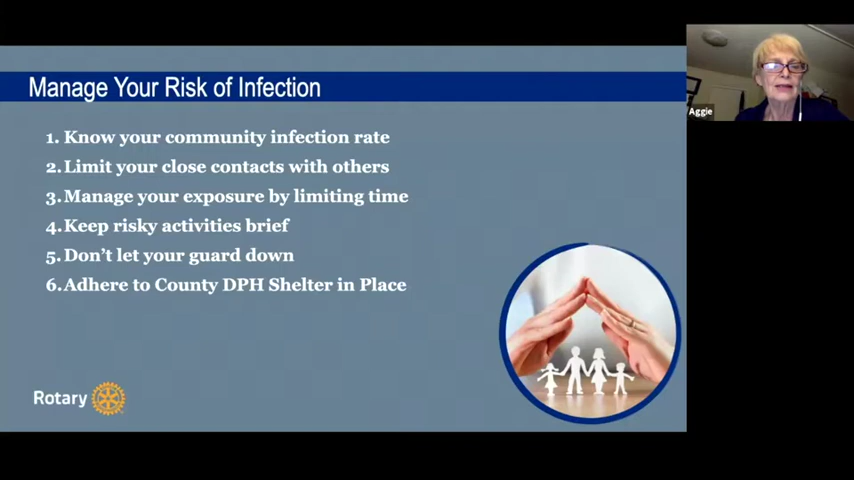 Manage Your Risk of Infection
1. Know your community infection rate
2. Limit your close contacts with others
3. Manage your exposure by limiting time
4. Keep risky activities brief
5. Don’t let your guard down
6. Adhere to County DPH Shelter in Place
Rotary
Aggie